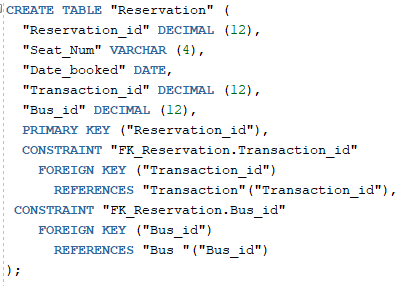 CREATE TABLE "Reservation" (
  "Reservation_id" DECIMAL (12),
  "Seat_Num" VARCHAR (4),
  "Date_booked" DATE,
  "Transaction_id" DECIMAL (12),
  "Bus_id" DECIMAL (12),
  PRIMARY KEY ("Reservation_id"),
  CONSTRAINT "FK_Reservation.Transaction_id"
    FOREIGN KEY ("Transaction_id")
      REFERENCES "Transaction"("Transaction_id"),
 CONSTRAINT "FK_Reservation.Bus_id"
    FOREIGN KEY ("Bus_id")
      REFERENCES "Bus "("Bus_id")
);